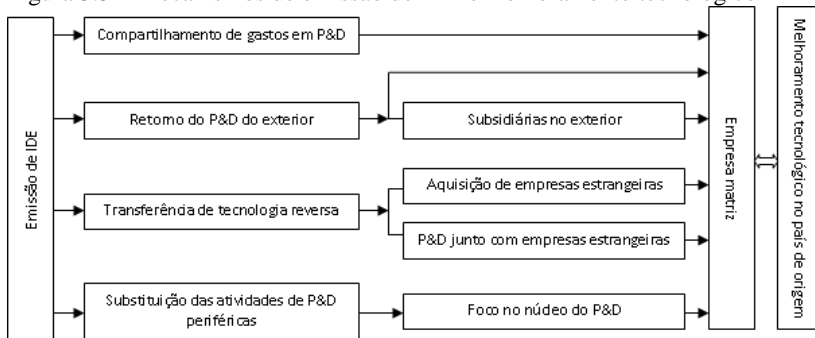 Emissão de IDE
Compartilhamento de gastos em P&D
Retorno do P&D do exterior
Subsidiárias no exterior
Transferência de tecnologia reversa
Aquisição de empresas estrangeiras
P&D junto com empresas estrangeiras
Substituição das atividades de P&D
periféricas
Foco no núcleo do P&D
Empresa matriz
Melhoramento tecnológico no país de origem